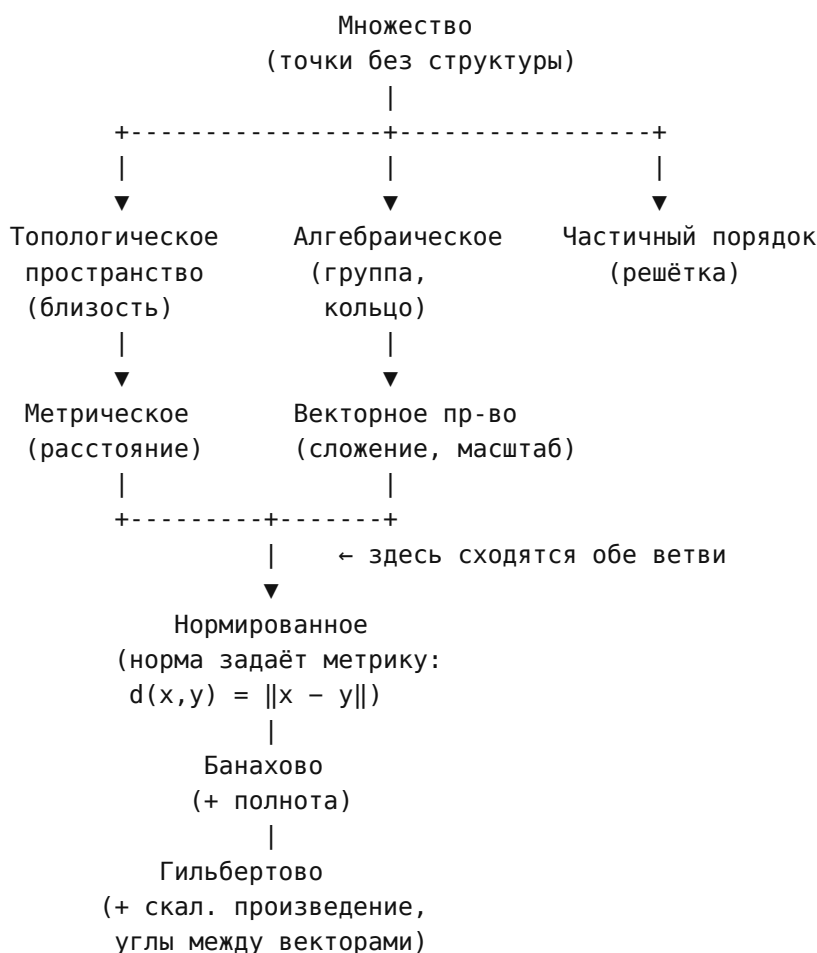 Множество
(точки без структуры)
Топологическое Алгебраическое Частичный порядок
пространство (группа, (решётка)
(близость) кольцо)
Метрическое Векторное пр-во
(расстояние) (сложение, масштаб)
← здесь сходятся обе ветви
Нормированное
(норма задаёт метрику:
d(x,y) = ‖x − y‖)
Банахово
(+ полнота)
Гильбертово
(+ скал. произведение,
углы между векторами)